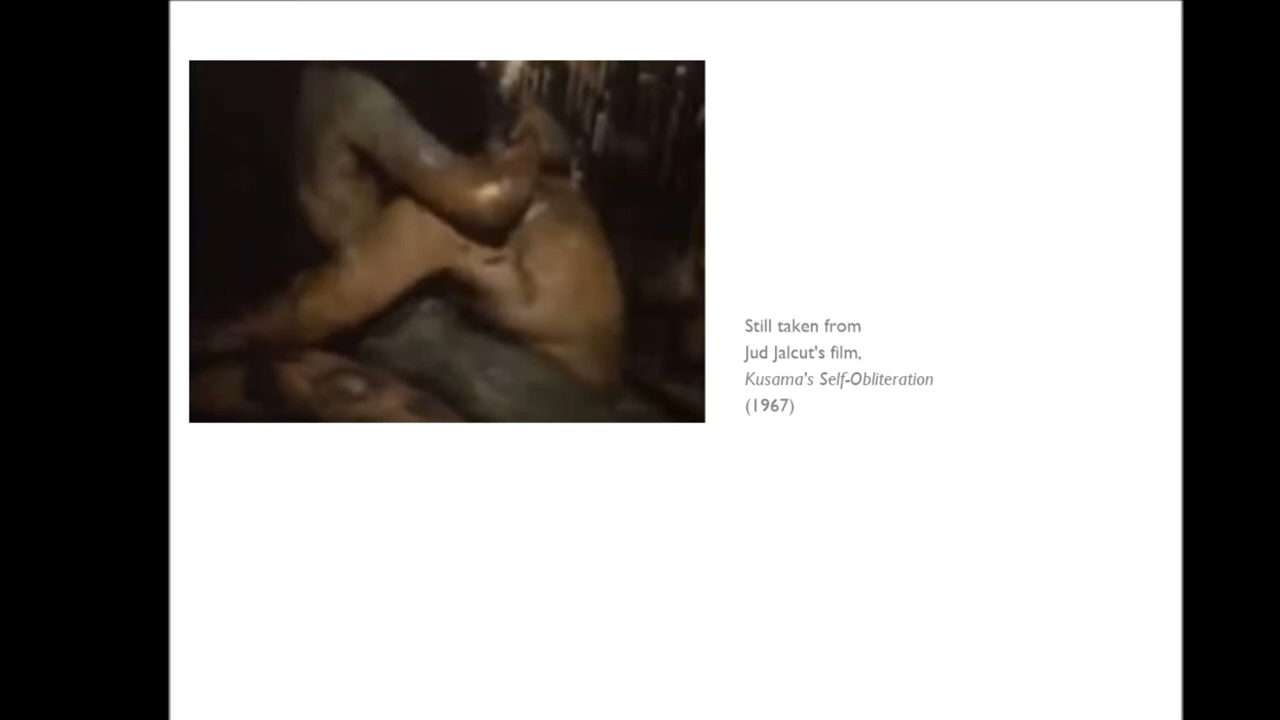 Still taken from
Jud Jalcut's film,
Kusama's Self-Obliteration
(1967)